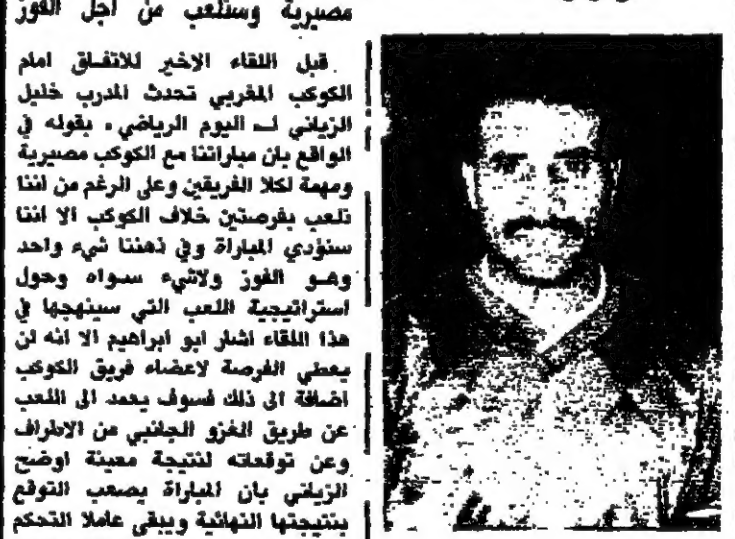 مصيرية وسنلعب من اجل الفوز
قبل اللقاء الاخير للاتفاق امام
الكوكب المغربي تحدث المدرب خليل
الزياني لـ اليوم الرياضي ، بقوله في
الواقع بان مباراتنا مع الكوكب مصيرية
ومهمة لكلا الفريقين وعلى الرغم من اننا
نلعب بفرصتين خلاف الكوكب الا اننا
سنؤدي المباراة وفي ذهننا شيء واحد
وهو الفوز ولاشيء سواه وحول
استراتيجية اللعب التي سينهجها في
هذا اللقاء اشار ابو ابراهيم الا انه لن
يعطي الفرصة لاعضاء فريق الكوكب
اضافة الى ذلك فسوف يعمد الى اللعب
عن طريق الغزو الجانبي من الاطراف
وعن توقعاته لنتيجة معينة اوضح
الزياني بان المباراة يصعب التوقع
بنتيجتها النهائية ويبقى عاملا التحكم